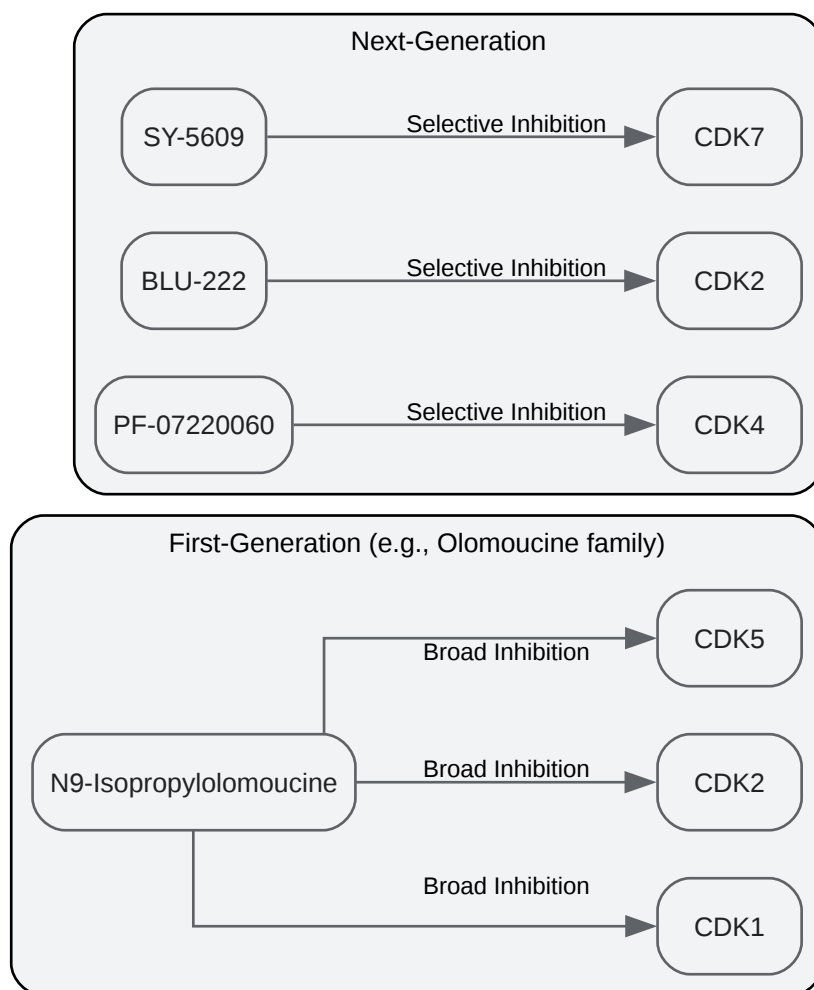 Next-Generation
SY-5609
Selective Inhibition
CDK7
BLU-222
Selective Inhibition
CDK2
PF-07220060
Selective Inhibition
CDK4
First-Generation (e.g., Olomoucine family)
Broad Inhibition
CDK5
N9-Isopropylolomoucine
Broad Inhibition
CDK2
Broad Inhibition
CDK1